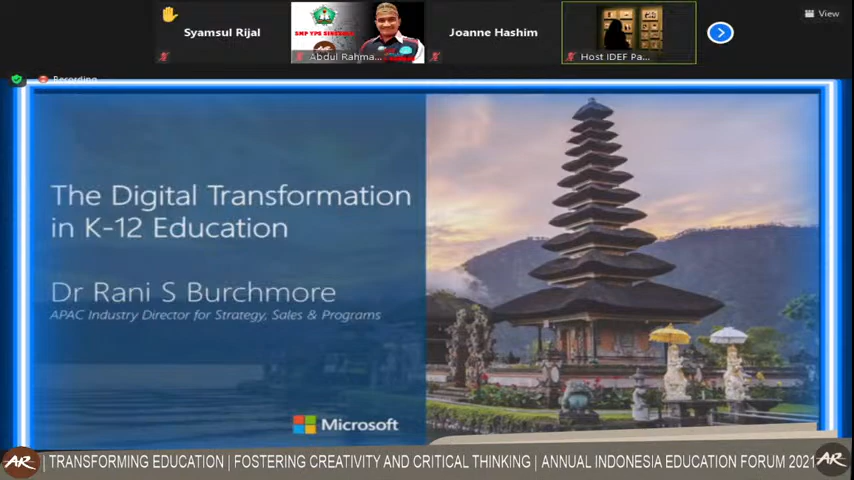 View
Syamsul Rijal
SMP YPS SINGKOLE
Abdul Rahma...
Joanne Hashim
Host IDEF Pa...
Recording
The Digital Transformation
in K-12 Education
Dr Rani S Burchmore
APAC Industry Director for Strategy, Sales & Programs
Microsoft
AR | TRANSFORMING EDUCATION | FOSTERING CREATIVITY AND CRITICAL THINKING | ANNUAL INDONESIA EDUCATION FORUM 2021 AR